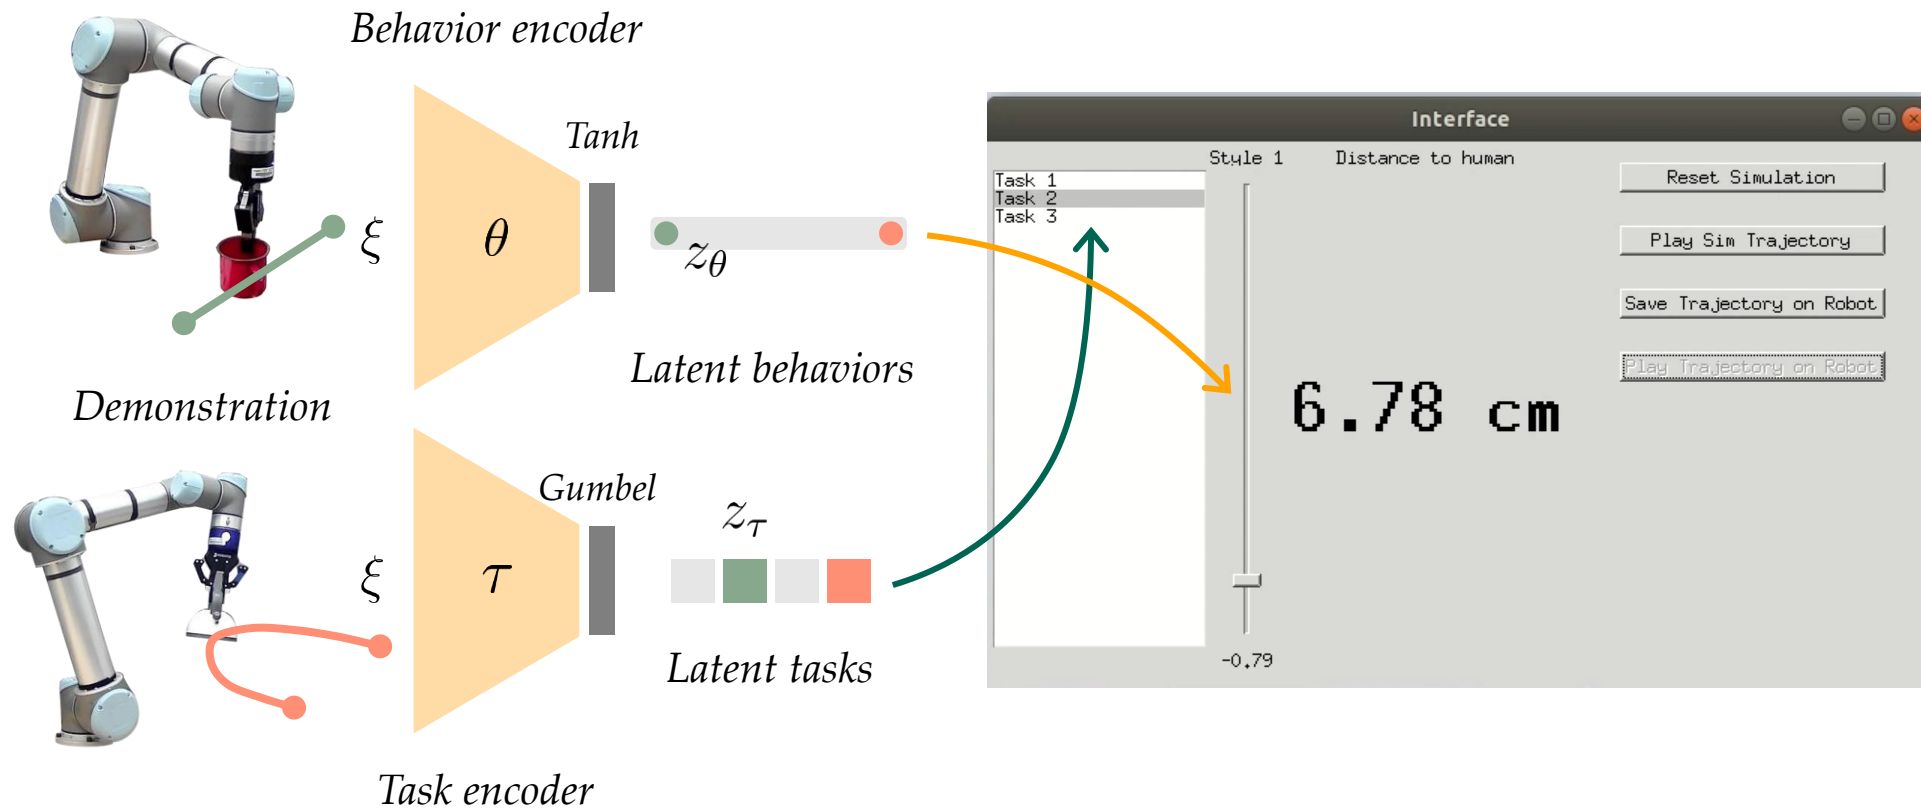 Behavior encoder
Tanh
ξ
θ
z_θ
Latent behaviors
Demonstration
Gumbel
ξ
τ
z_τ
Latent tasks
Task encoder
Interface
Style 1
Distance to human
Task 1
Task 2
Task 3
6.78 cm
-0.79
Reset Simulation
Play Sim Trajectory
Save Trajectory on Robot
Play Trajectory on Robot